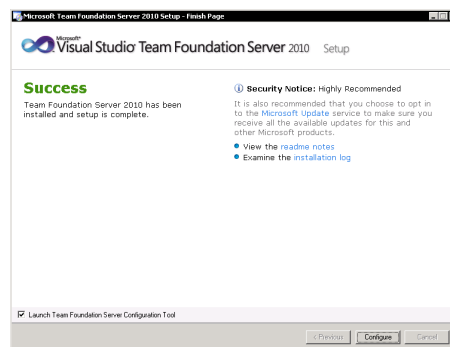 Microsoft Team Foundation Server 2010 Setup - Finish Page
Microsoft®
Visual Studio® Team Foundation Server 2010 Setup
Success
Team Foundation Server 2010 has been
installed and setup is complete.
Security Notice: Highly Recommended
It is also recommended that you choose to opt in
to the Microsoft Update service to make sure you
receive all the available updates for this and
other Microsoft products.
View the readme notes
Examine the installation log
Launch Team Foundation Server Configuration Tool
< Previous
Configure
Cancel